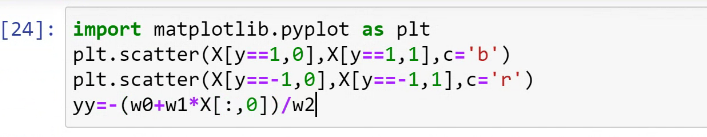 [24]: import matplotlib.pyplot as plt
plt.scatter(X[y==1,0],X[y==1,1],c='b')
plt.scatter(X[y==-1,0],X[y==-1,1],c='r')
yy=-(w0+w1*X[:,0])/w2